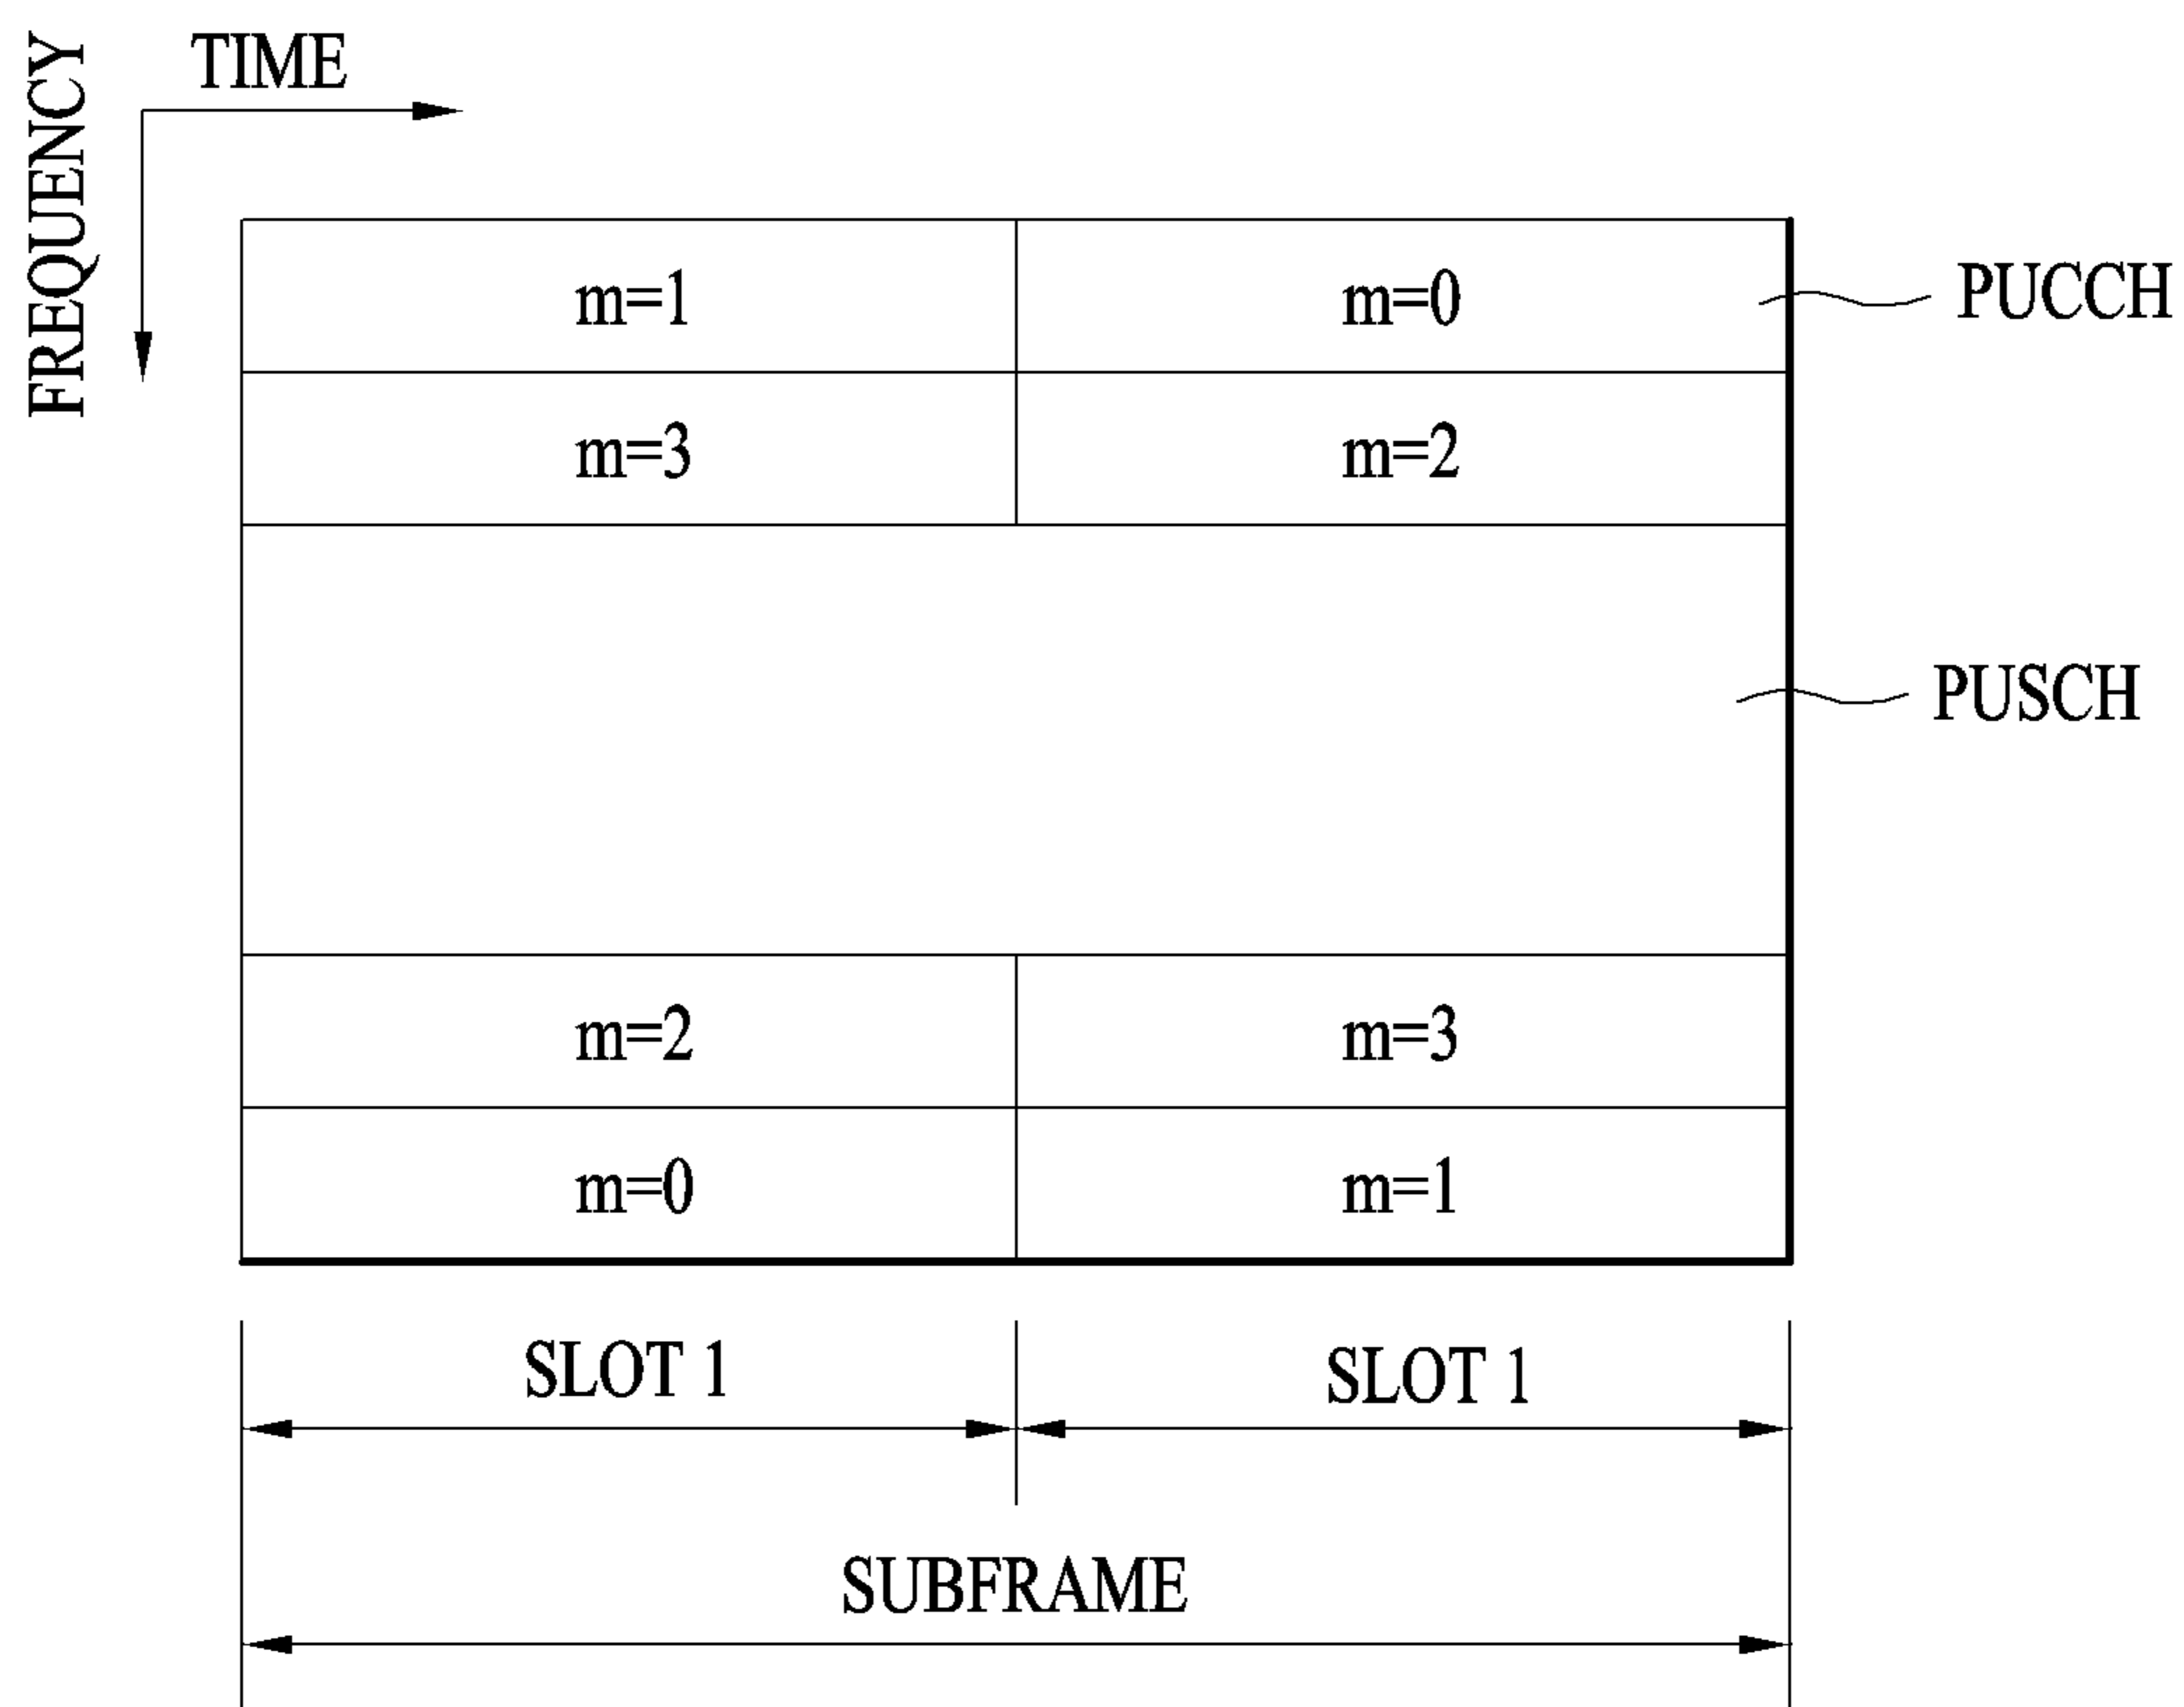 TIME
FREQUENCY
m=1 m=0 PUCCH
m=3 m=2
PUSCH
m=2 m=3
m=0 m=1
SLOT 1 SLOT 1
SUBFRAME